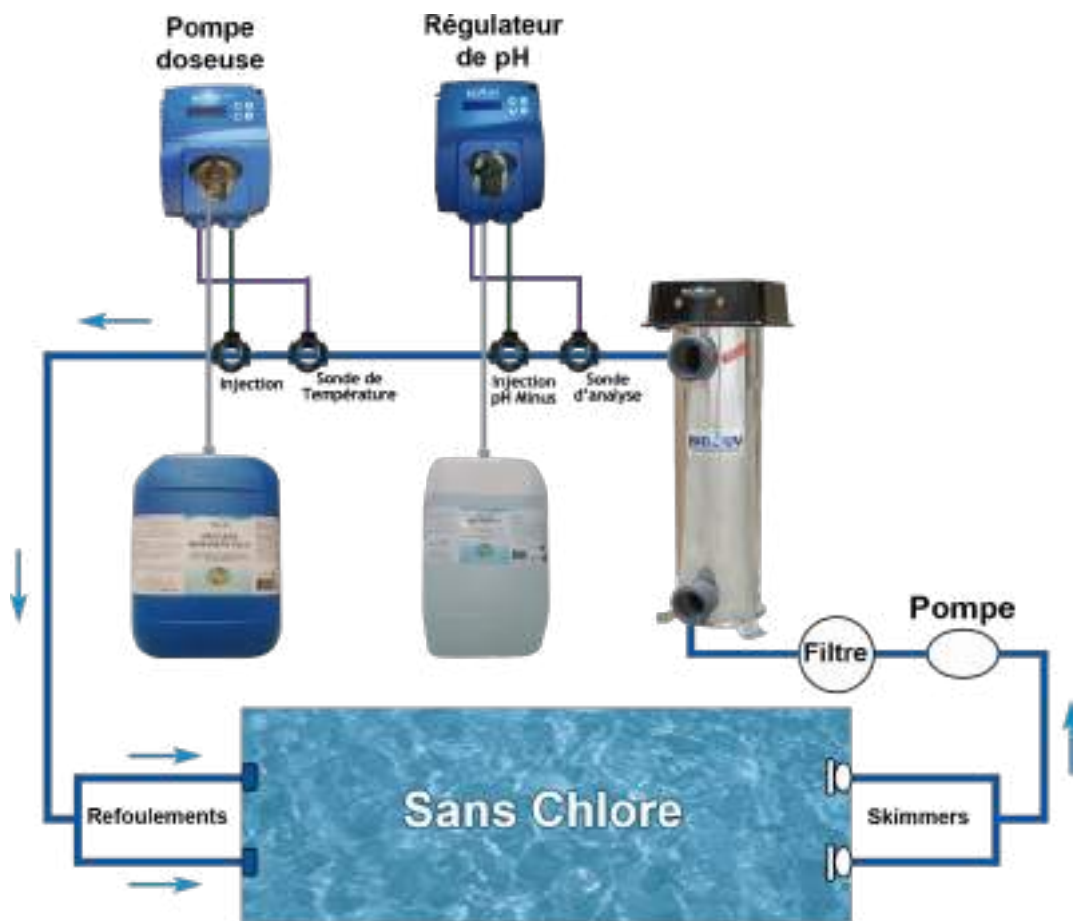 Pompe
doseuse
Régulateur
de pH
Injection
Sonde de
Température
Injection
pH Minus
Sonde
d'analyse
Pompe
Filtre
Refoulements
Sans Chlore
Skimmers